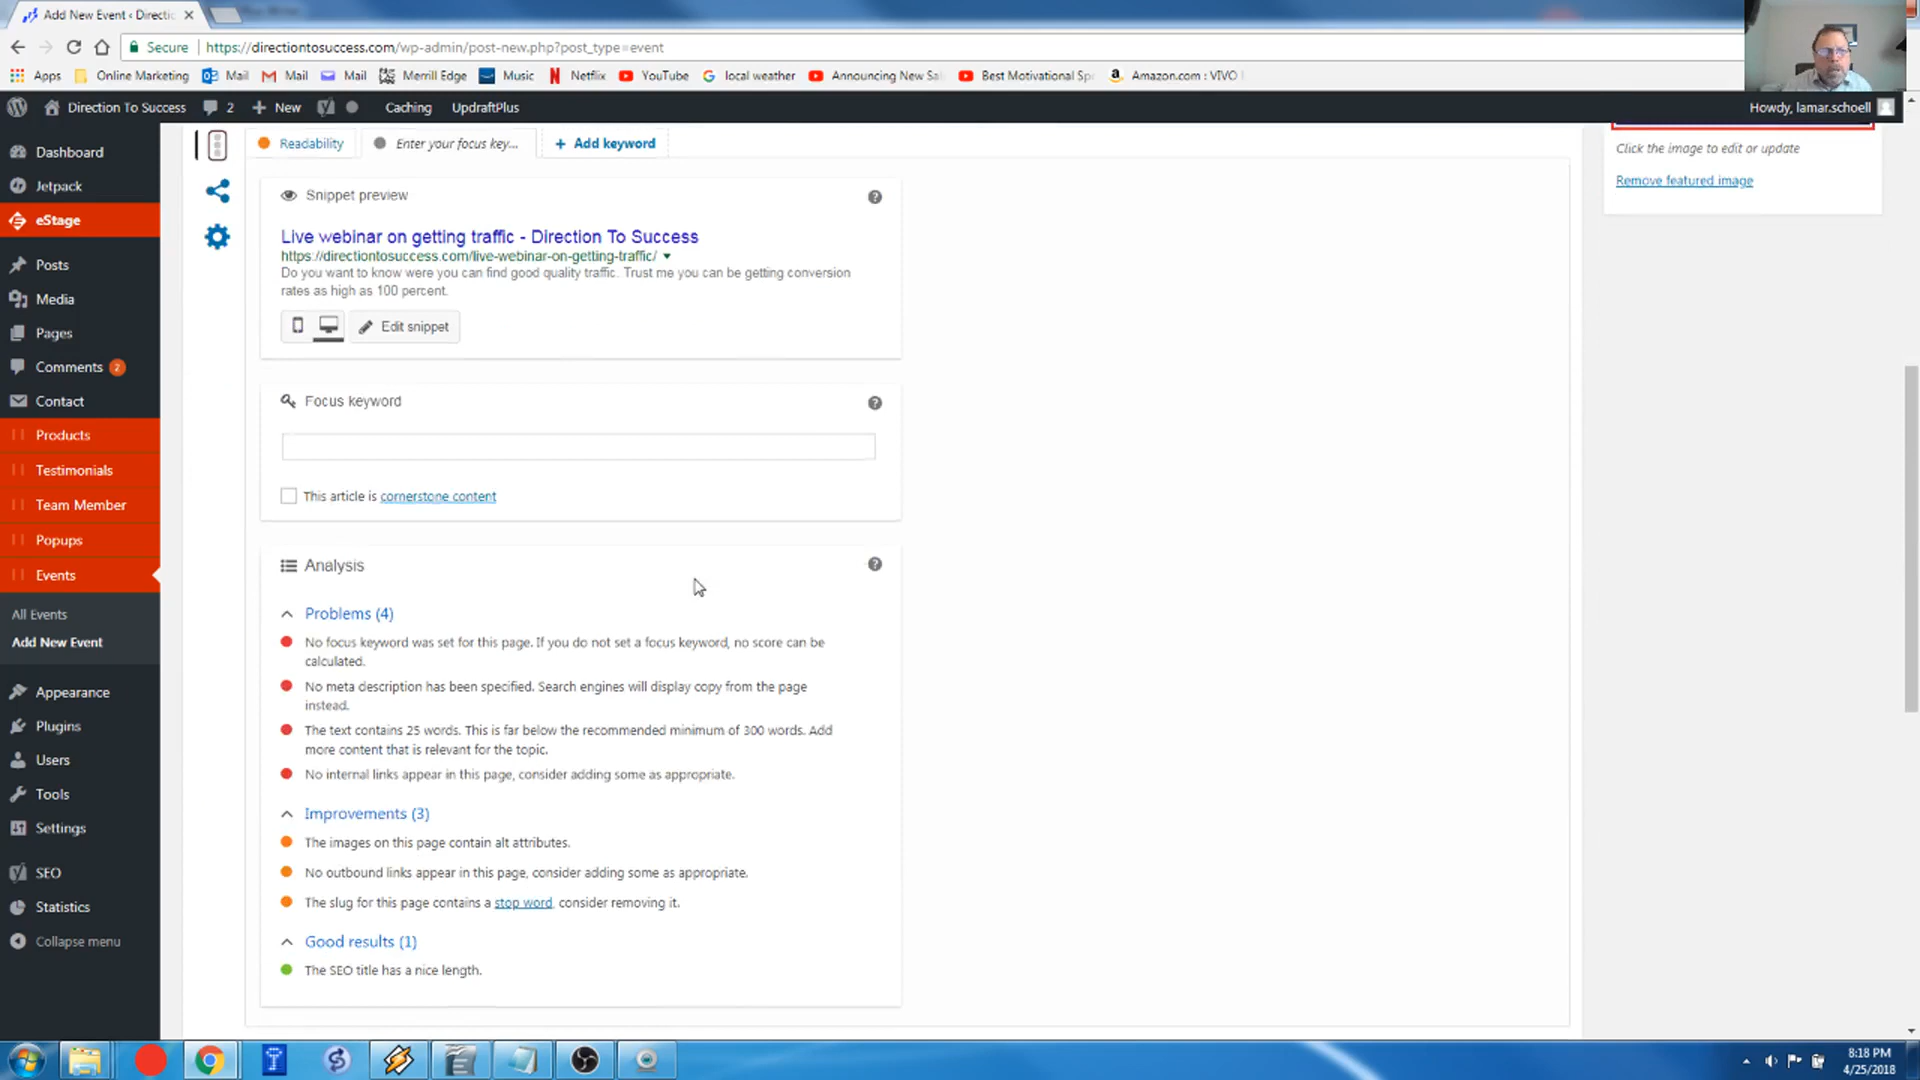 Add New Event ‹ Directi
Secure
https://directiontosuccess.com/wp-admin/post-new.php?post_type=event
Apps
Online Marketing
Mail
Mail
Mail
Merrill Edge
Music
Netflix
YouTube
local weather
Announcing New Sal
Best Motivational Spe
Amazon.com : VIVO
Direction To Success
2
New
Caching
UpdraftPlus
Howdy, lamar.schoell
Dashboard
Jetpack
eStage
Posts
Media
Pages
Comments 2
Contact
Products
Testimonials
Team Member
Popups
Events
All Events
Add New Event
Appearance
Plugins
Users
Tools
Settings
SEO
Statistics
Collapse menu
Readability
Enter your focus key...
+ Add keyword
Snippet preview
Live webinar on getting traffic - Direction To Success
https://directiontosuccess.com/live-webinar-on-getting-traffic/
Do you want to know were you can find good quality traffic. Trust me you can be getting conversion
rates as high as 100 percent.
Edit snippet
Focus keyword
This article is cornerstone content
Analysis
Problems (4)
No focus keyword was set for this page. If you do not set a focus keyword, no score can be
calculated.
No meta description has been specified. Search engines will display copy from the page
instead.
The text contains 25 words. This is far below the recommended minimum of 300 words. Add
more content that is relevant for the topic.
No internal links appear in this page, consider adding some as appropriate.
Improvements (3)
The images on this page contain alt attributes.
No outbound links appear in this page, consider adding some as appropriate.
The slug for this page contains a stop word, consider removing it.
Good results (1)
The SEO title has a nice length.
Click the image to edit or update
Remove featured image
8:18 PM
4/25/2018